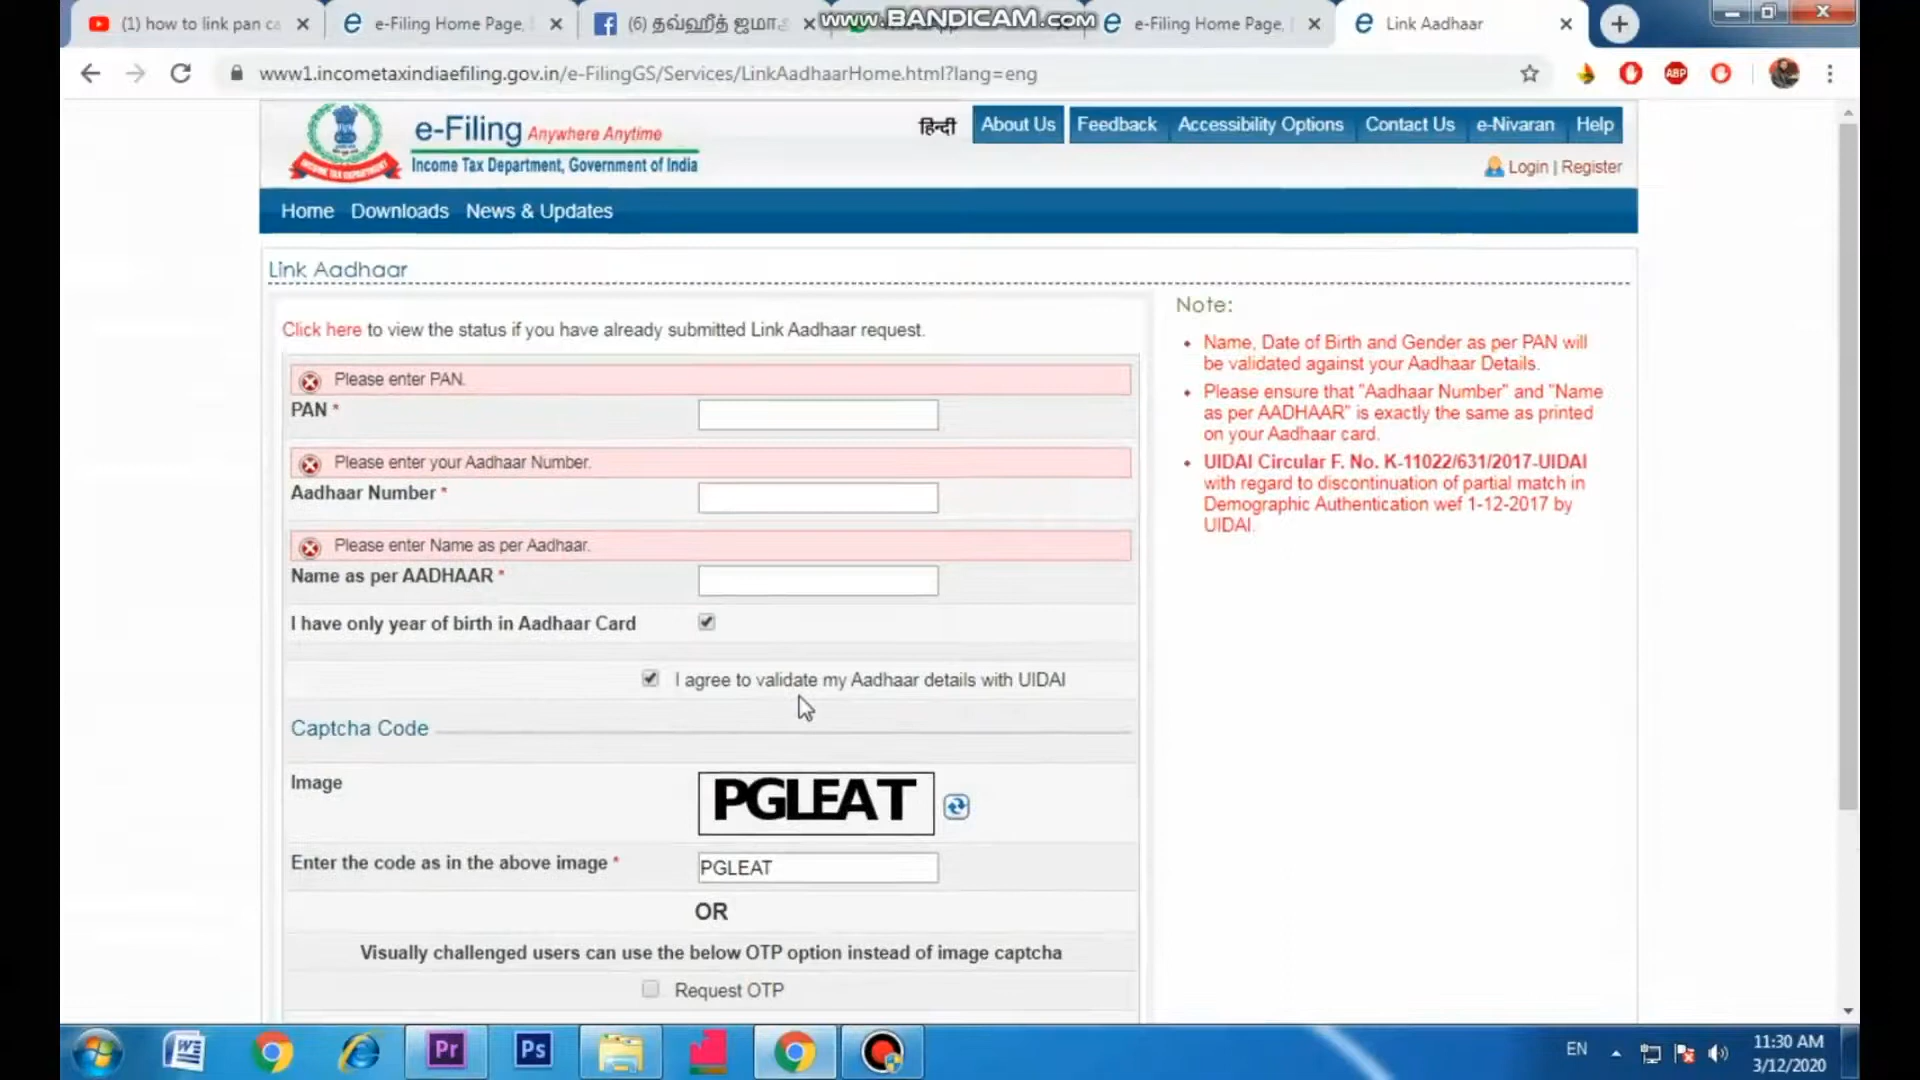 (1) how to link pan ca
e-Filing Home Page,
(6) தவ்ஹீத் ஜமாஅ
www.BANDICAM.com
e-Filing Home Page,
Link Aadhaar
www1.incometaxindiaefiling.gov.in/e-FilingGS/Services/LinkAadhaarHome.html?lang=eng
ABP
e-Filing Anywhere Anytime
Income Tax Department, Government of India
INCOME TAX DEPARTMENT
हिन्दी About Us Feedback Accessibility Options Contact Us e-Nivaran Help
Login | Register
Home Downloads News & Updates
Link Aadhaar
Click here to view the status if you have already submitted Link Aadhaar request.
Please enter PAN.
PAN *
Please enter your Aadhaar Number.
Aadhaar Number *
Please enter Name as per Aadhaar.
Name as per AADHAAR *
I have only year of birth in Aadhaar Card
I agree to validate my Aadhaar details with UIDAI
Captcha Code
Image
PGLEAT
Enter the code as in the above image *
PGLEAT
OR
Visually challenged users can use the below OTP option instead of image captcha
Request OTP
Note:
Name, Date of Birth and Gender as per PAN will
be validated against your Aadhaar Details.
Please ensure that "Aadhaar Number" and "Name
as per AADHAAR" is exactly the same as printed
on your Aadhaar card.
UIDAI Circular F. No. K-11022/631/2017-UIDAI
with regard to discontinuation of partial match in
Demographic Authentication wef 1-12-2017 by
UIDAI.
Pr
Ps
EN
11:30 AM
3/12/2020